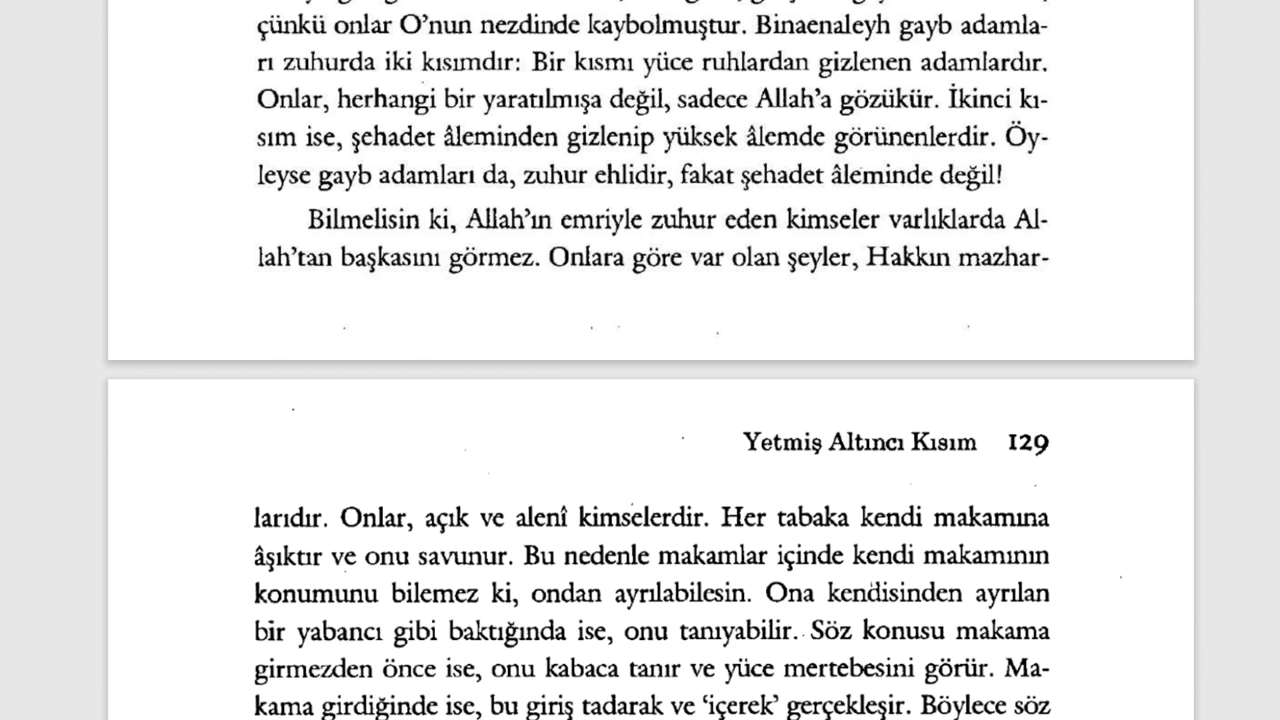 çünkü onlar O’nun nezdinde kaybolmuştur. Binaenaleyh gayb adamla-
rı zuhurda iki kısımdır: Bir kısmı yüce ruhlardan gizlenen adamlardır.
Onlar, herhangi bir yaratılmışa değil, sadece Allah’a gözükür. İkinci kı-
sım ise, şehadet âleminden gizlenip yüksek âlemde görünenlerdir. Öy-
leyse gayb adamları da, zuhur ehlidir, fakat şehadet âleminde değil!
Bilmelisin ki, Allah’ın emriyle zuhur eden kimseler varlıklarda Al-
lah’tan başkasını görmez. Onlara göre var olan şeyler, Hakkın mazhar-
Yetmiş Altıncı Kısım 129
larıdır. Onlar, açık ve alenî kimselerdir. Her tabaka kendi makamına
âşıktır ve onu savunur. Bu nedenle makamlar içinde kendi makamının
konumunu bilemez ki, ondan ayrılabilesin. Ona kendisinden ayrılan
bir yabancı gibi baktığında ise, onu tanıyabilir. Söz konusu makama
girmezden önce ise, onu kabaca tanır ve yüce mertebesini görür. Ma-
kama girdiğinde ise, bu giriş tadarak ve ‘içerek’ gerçekleşir. Böylece söz